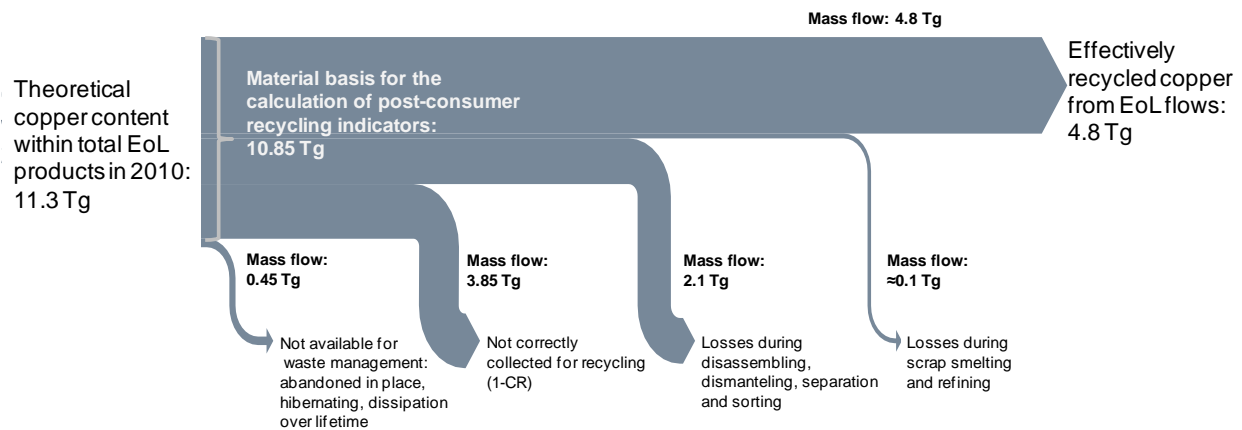 Mass flow: 4.8 Tg
Effectively
recycled copper
from EoL flows:
4.8 Tg
Theoretical
copper content
within total EoL
products in 2010:
11.3 Tg
Material basis for the
calculation of post-consumer
recycling indicators:
10.85 Tg
Mass flow:
0.45 Tg
Mass flow:
3.85 Tg
Mass flow:
2.1 Tg
Mass flow:
≈0.1 Tg
Not available for
waste management:
abandoned in place,
hibernating, dissipation
over lifetime
Not correctly
collected for recycling
(1-CR)
Losses during
disassembling,
dismanteling, separation
and sorting
Losses during
scrap smelting
and refining